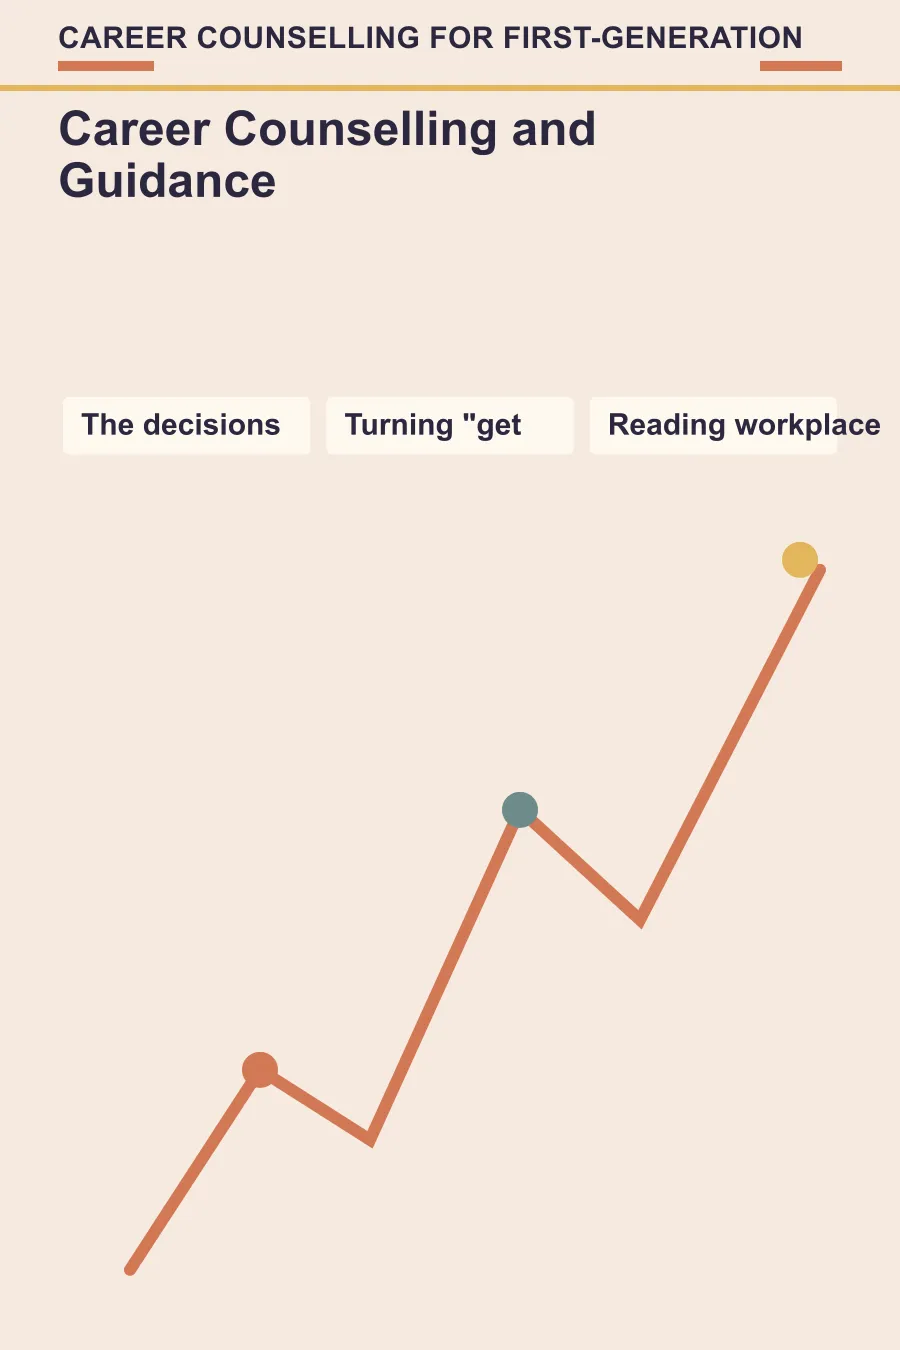 CAREER COUNSELLING FOR FIRST-GENERATION
Career Counselling and
Guidance
The decisions
Turning "get
Reading workplace